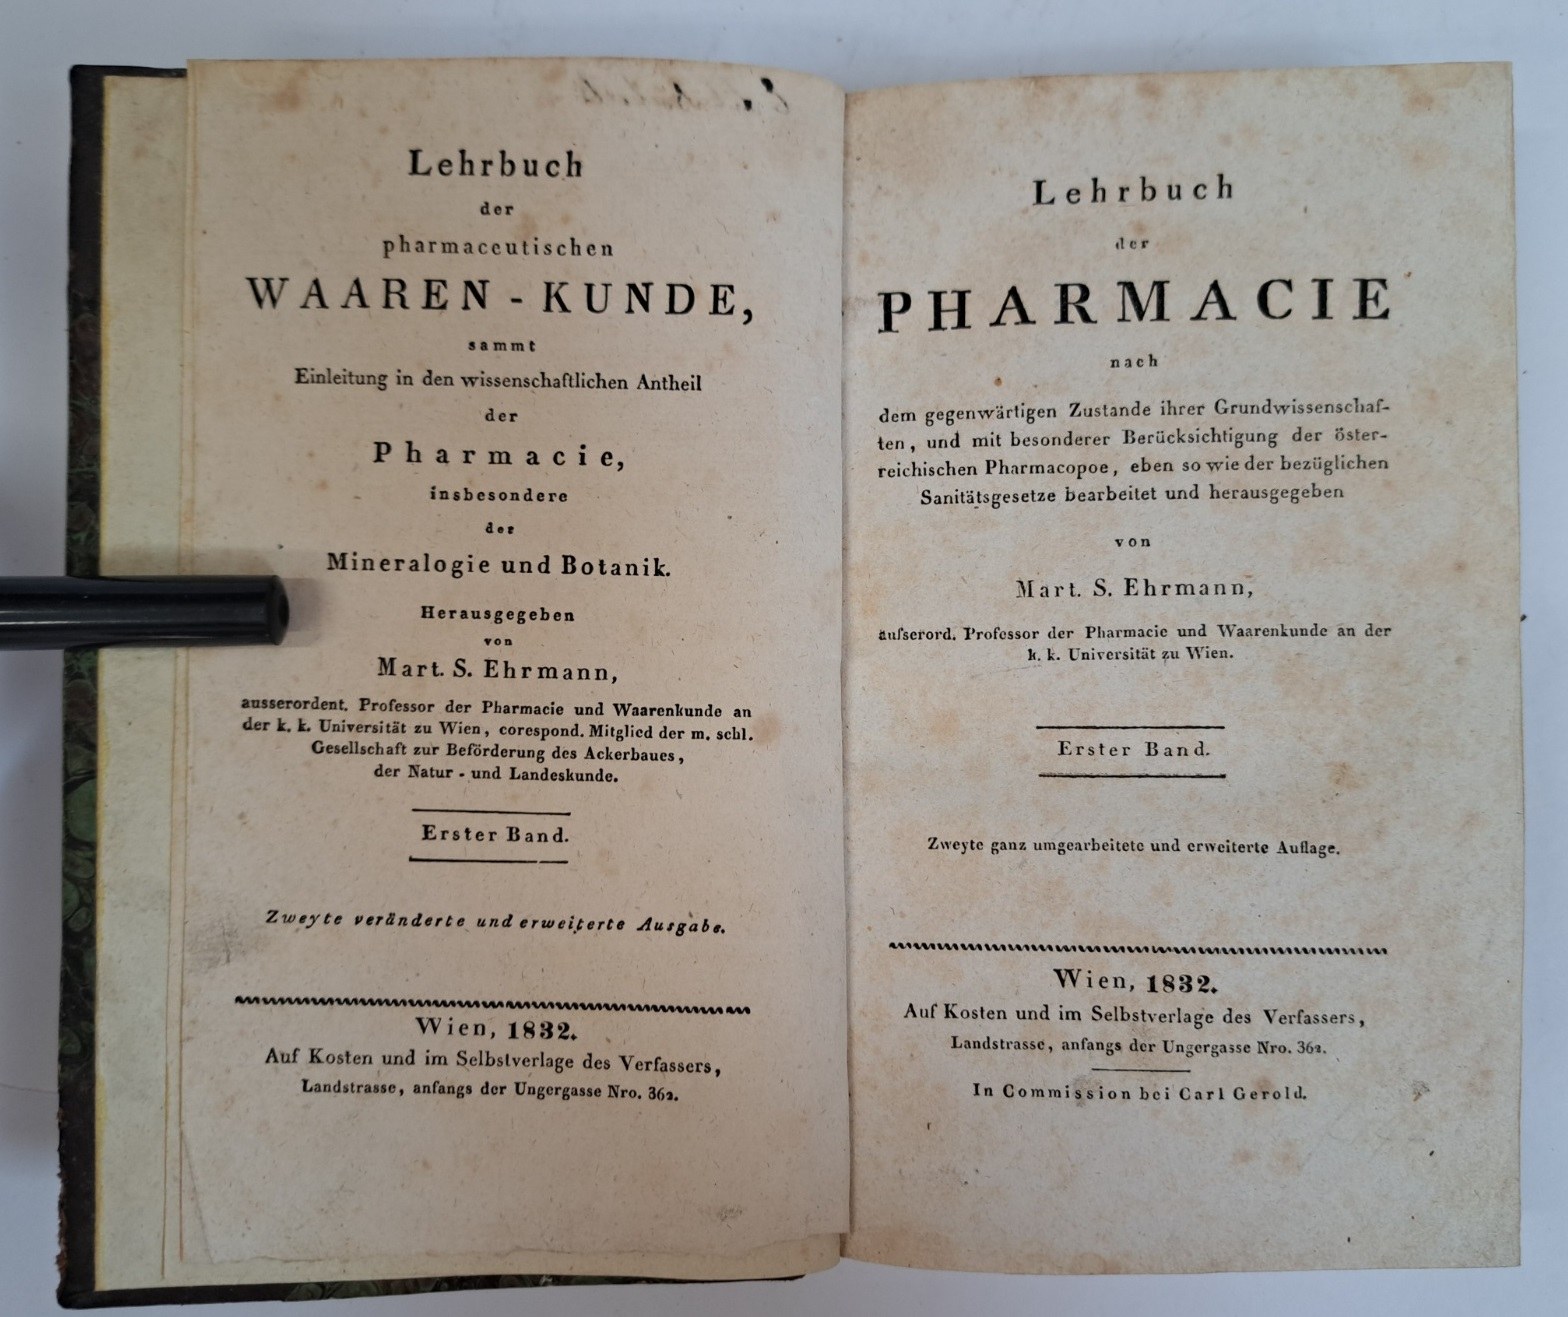 Lehrbuch
der
pharmaceutischen
WAAREN-KUNDE,
sammt
Einleitung in den wissenschaftlichen Antheil
der
Pharmacie,
insbesondere
der
Mineralogie und Botanik.
Herausgegeben
von
Mart. S. Ehrmann,
ausserordent. Professor der Pharmacie und Waarenkunde an
der k. k. Universität zu Wien, corespond. Mitglied der m. schl.
Gesellschaft zur Beförderung des Ackerbaues,
der Natur- und Landeskunde.
Erster Band.
Zweyte veränderte und erweiterte Ausgabe.
Wien, 1832.
Auf Kosten und im Selbstverlage des Verfassers,
Landstrasse, anfangs der Ungergasse Nro. 362.
Lehrbuch
der
PHARMACIE
nach
dem gegenwärtigen Zustande ihrer Grundwissenschaf-
ten, und mit besonderer Berücksichtigung der öster-
reichischen Pharmacopoe, eben so wie der bezüglichen
Sanitätsgesetze bearbeitet und herausgegeben
von
Mart. S. Ehrmann,
äuſserord. Professor der Pharmacie und Waarenkunde an der
k. k. Universität zu Wien.
Erster Band.
Zweyte ganz umgearbeitete und erweiterte Auflage.
Wien, 1832.
Auf Kosten und im Selbstverlage des Verfassers,
Landstrasse, anfangs der Ungergasse Nro. 362.
In Commission bei Carl Gerold.